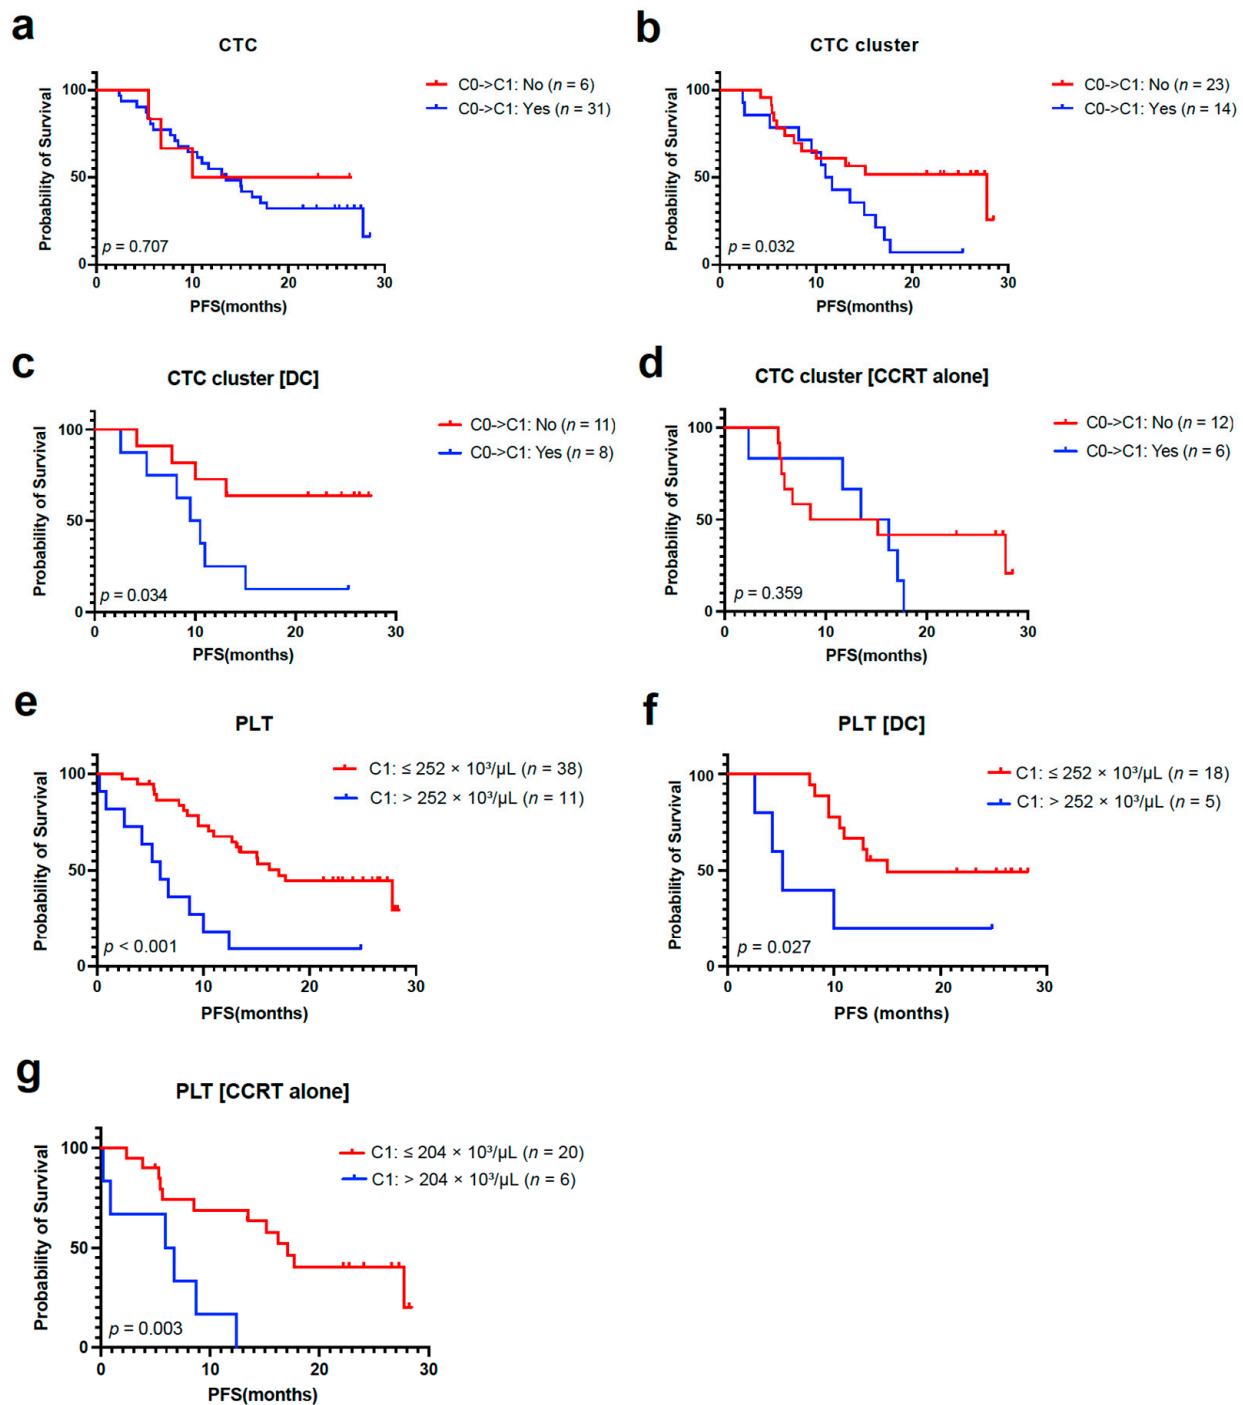 a
CTC
C0->C1: No (n = 6)
C0->C1: Yes (n = 31)
Probability of Survival
100
50
0
p = 0.707
0 10 20 30
PFS(months)
b
CTC cluster
C0->C1: No (n = 23)
C0->C1: Yes (n = 14)
Probability of Survival
100
50
0
p = 0.032
0 10 20 30
PFS(months)
c
CTC cluster [DC]
C0->C1: No (n = 11)
C0->C1: Yes (n = 8)
Probability of Survival
100
50
0
p = 0.034
0 10 20 30
PFS(months)
d
CTC cluster [CCRT alone]
C0->C1: No (n = 12)
C0->C1: Yes (n = 6)
Probability of Survival
100
50
0
p = 0.359
0 10 20 30
PFS(months)
e
PLT
C1: ≤ 252 × 10³/μL (n = 38)
C1: > 252 × 10³/μL (n = 11)
Probability of Survival
100
50
0
p < 0.001
0 10 20 30
PFS(months)
f
PLT [DC]
C1: ≤ 252 × 10³/μL (n = 18)
C1: > 252 × 10³/μL (n = 5)
Probability of Survival
100
50
0
p = 0.027
0 10 20 30
PFS (months)
g
PLT [CCRT alone]
C1: ≤ 204 × 10³/μL (n = 20)
C1: > 204 × 10³/μL (n = 6)
Probability of Survival
100
50
0
p = 0.003
0 10 20 30
PFS(months)